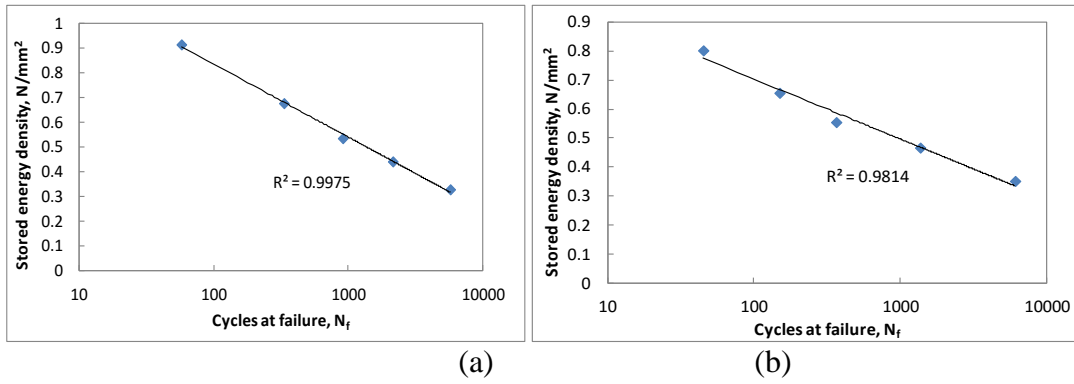 Stored energy density, N/mm²
1
0.9
0.8
0.7
0.6
0.5
0.4
0.3
0.2
0.1
0
R² = 0.9975
10 100 1000 10000
Cycles at failure, Nf
(a)
Stored energy density, N/mm²
0.9
0.8
0.7
0.6
0.5
0.4
0.3
0.2
0.1
0
R² = 0.9814
10 100 1000 10000
Cycles at failure, Nf
(b)